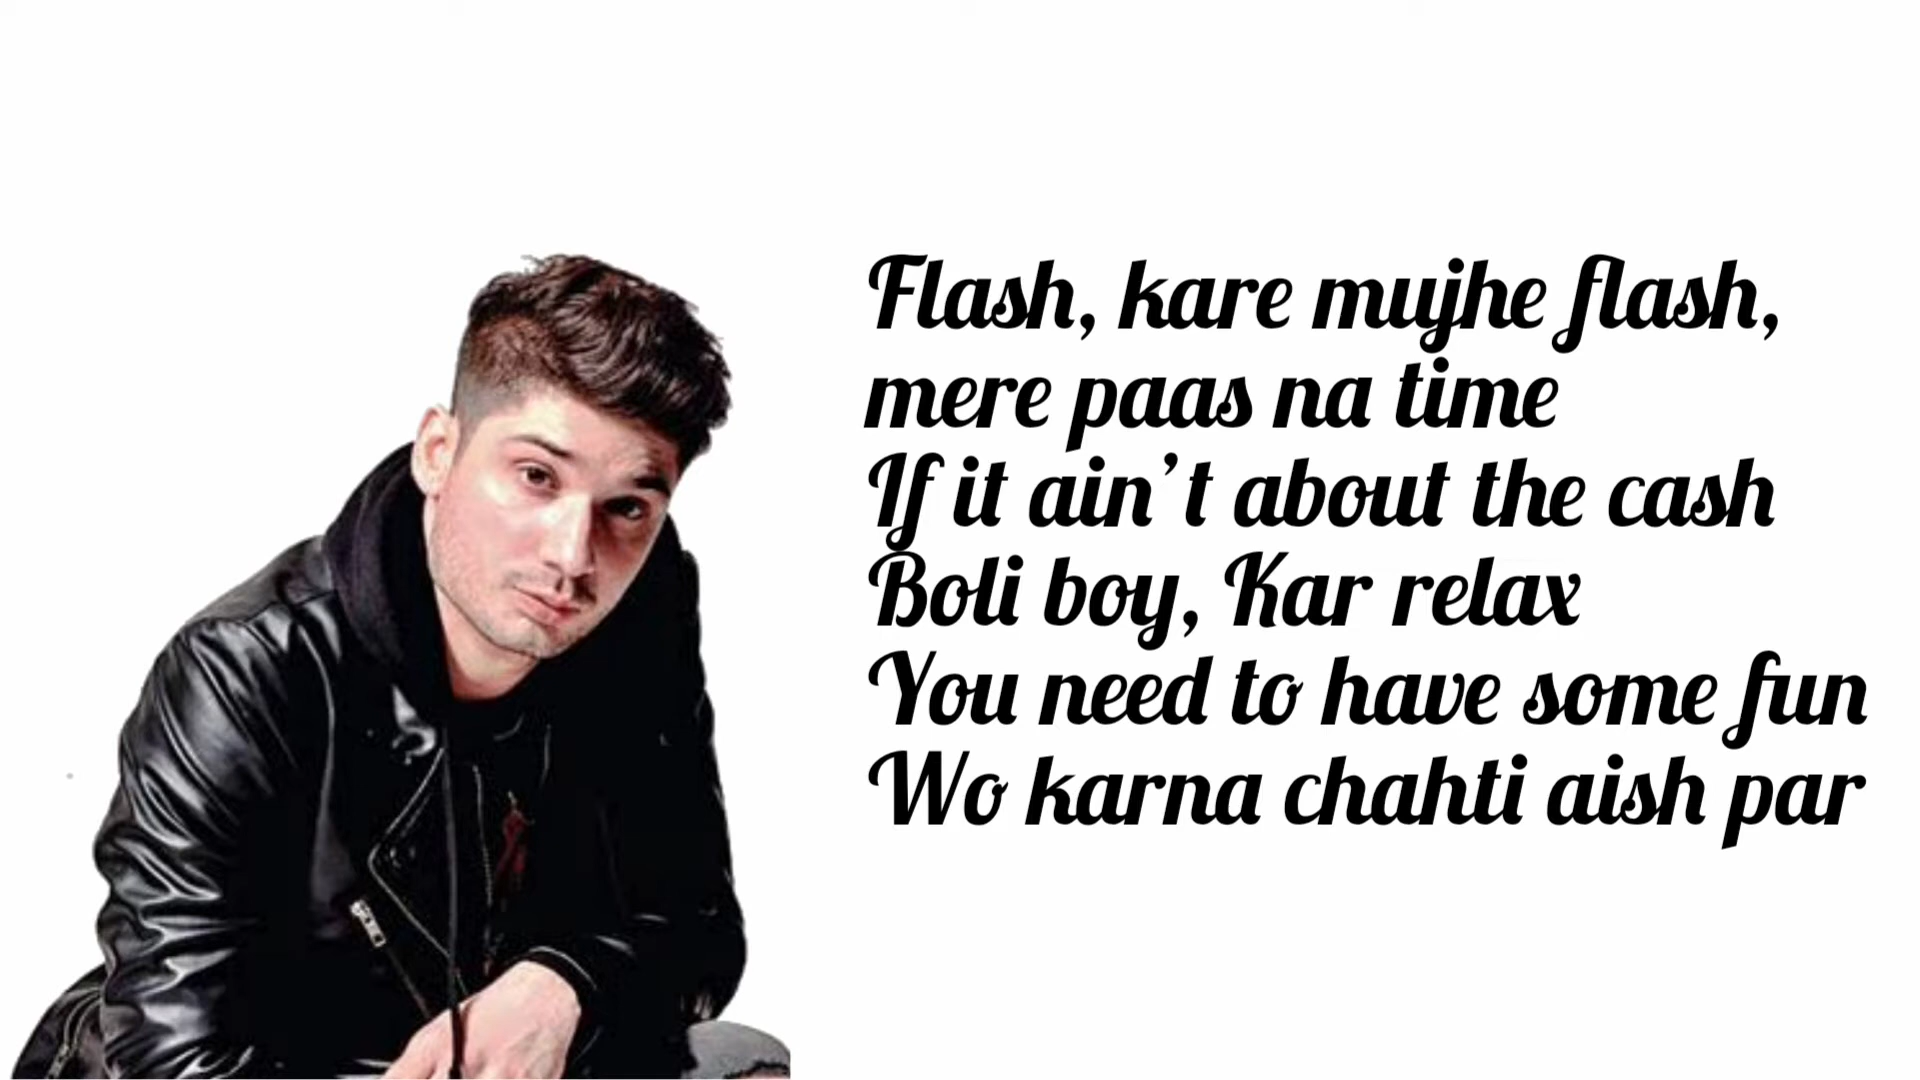 Flash, kare mujhe flash,
mere paas na time
If it ain't about the cash
Boli boy, Kar relax
You need to have some fun
Wo karna chahti aish par